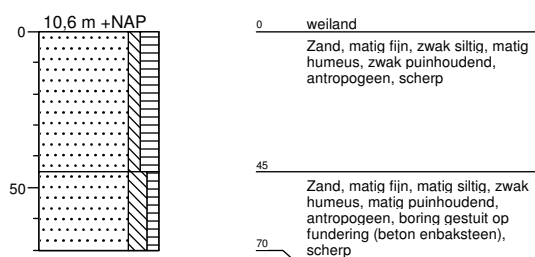 10,6 m +NAP
0
50
0 weiland
Zand, matig fijn, zwak siltig, matig
humeus, zwak puinhoudend,
antropogeen, scherp
45
Zand, matig fijn, matig siltig, zwak
humeus, matig puinhoudend,
antropogeen, boring gestuit op
fundering (beton enbaksteen),
scherp
70